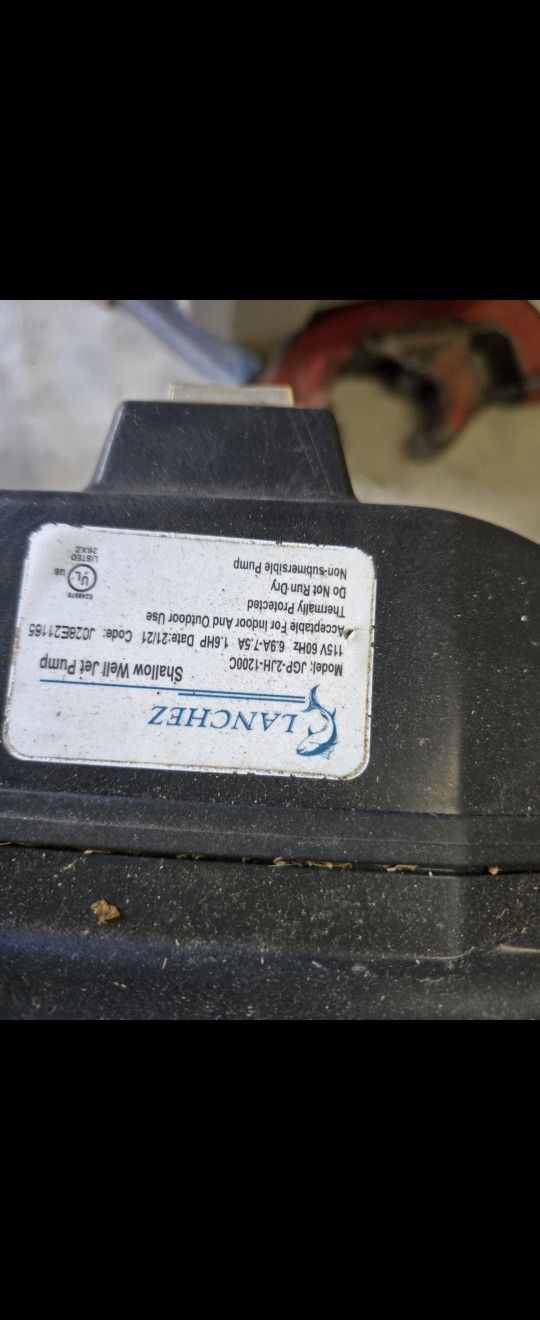 LANCHEZ
Shallow Well Jet Pump
Model: JGP-2JH-1200C
115V 60Hz 6.9A-7.5A 1.6HP Date:21/21 Code: J028E21165
Acceptable For Indoor And Outdoor Use
Thermally Protected
Do Not Run Dry
Non-submersible Pump
UL US
LISTED